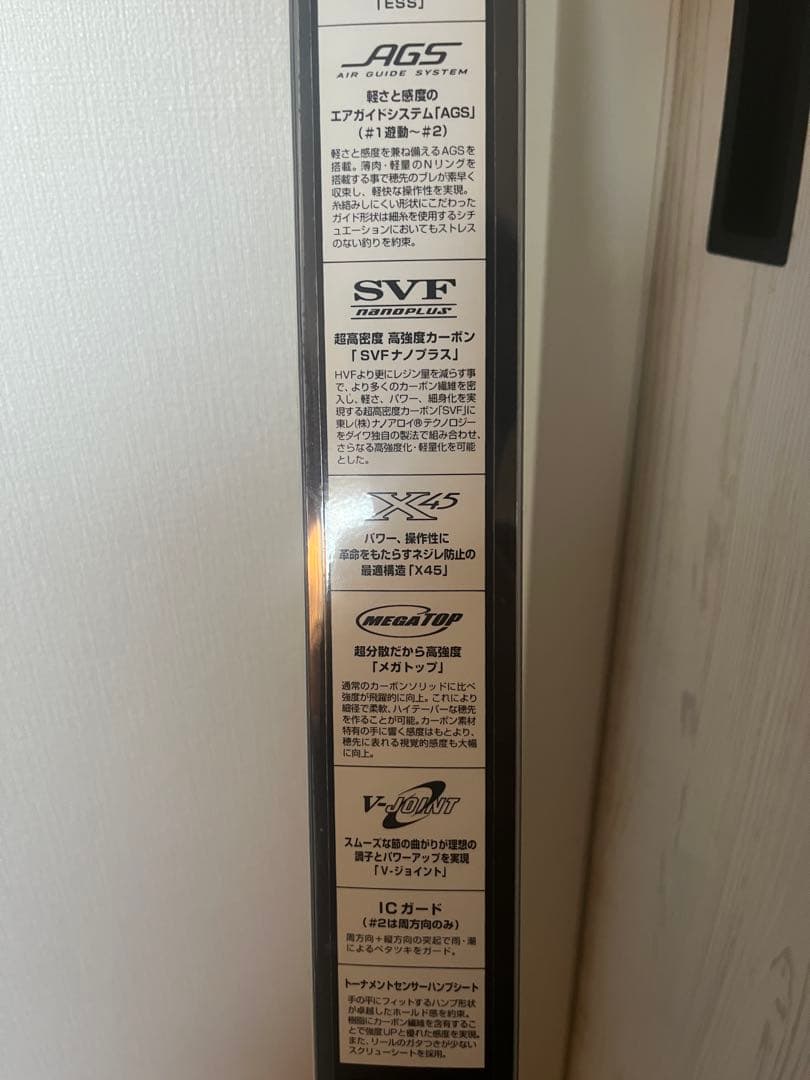 「ESS」
AGS
AIR GUIDE SYSTEM
軽さと感度の
エアガイドシステム「AGS」
(#1遊動〜#2)
軽さと感度を兼ね備えるAGSを
搭載。薄肉・軽量のNリングを
搭載する事で穂先のブレが素早く
収束し、軽快な操作性を実現。
糸絡みしにくい形状にこだわった
ガイド形状は細糸を使用するシチ
ュエーションにおいてもストレス
のない釣りを約束。
SVF
nanoplus
超高密度 高強度カーボン
「SVFナノプラス」
HVFより更にレジン量を減らす事
で、より多くのカーボン繊維を密
入し、軽さ、パワー、細身化を実
現する超高密度カーボン「SVF」に
東レ(株)ナノアロイ®テクノロジー
をダイワ独自の製法で組み合わせ、
さらなる高強度化・軽量化を可能
とした。
X45
パワー、操作性に
革命をもたらすネジレ防止の
最適構造「X45」
MEGATOP
超分散だから高強度
「メガトップ」
通常のカーボンソリッドに比べ
強度が飛躍的に向上。これにより
細径で柔軟、ハイテーパーな穂先
を作ることが可能。カーボン素材
特有の手に響く感度はもとより、
穂先に表れる視覚的感度も大幅
に向上。
V-JOINT
スムーズな節の曲がりが理想の
調子とパワーアップを実現
「V-ジョイント」
ICガード
(#2は周方向のみ)
周方向+縦方向の突起で雨・潮
によるベタツキをガード。
トーナメントセンサーハンプシート
手の平にフィットするハンプ形状
が卓越したホールド感を約束。
樹脂にカーボン繊維を含有するこ
とで強度UPと優れた感度を実現。
また、リールのガタつきが少ない
スクリューシートを採用。